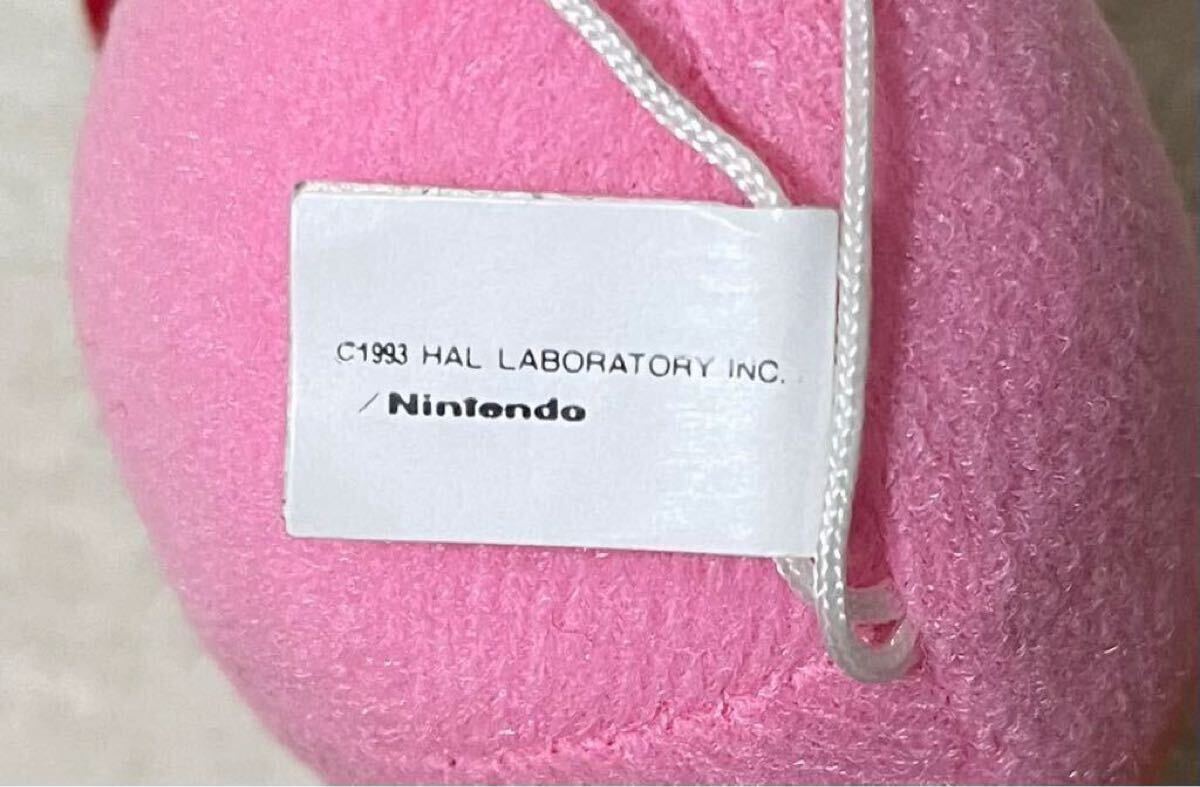 C1993 HAL LABORATORY INC.
/Nintendo